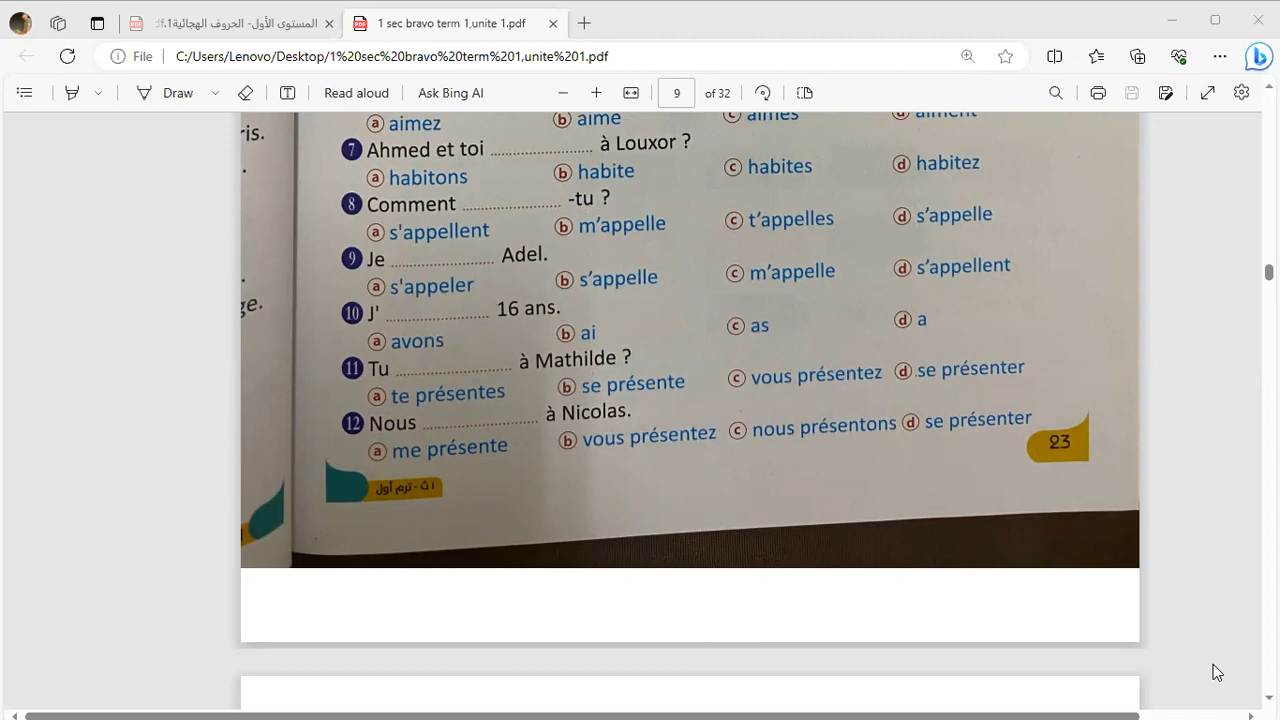 المستوى الأول- الحروف الهجائية1.
1 sec bravo term 1,unite 1.pdf
File C:/Users/Lenovo/Desktop/1%20sec%20bravo%20term%201,unite%201.pdf
Draw Read aloud Ask Bing AI 9 of 32
ris.
ge.
a aimez b aime c aimes d aiment
7 Ahmed et toi .......................... à Louxor ?
a habitons b habite c habites d habitez
8 Comment .......................... -tu ?
a s'appellent b m'appelle c t'appelles d s'appelle
9 Je .......................... Adel.
a s'appeler b s'appelle c m'appelle d s'appellent
10 J' .......................... 16 ans.
a avons b ai c as d a
11 Tu .......................... à Mathilde ?
a te présentes b se présente c vous présentez d se présenter
12 Nous .......................... à Nicolas.
a me présente b vous présentez c nous présentons d se présenter
23
١ ث - ترم أول